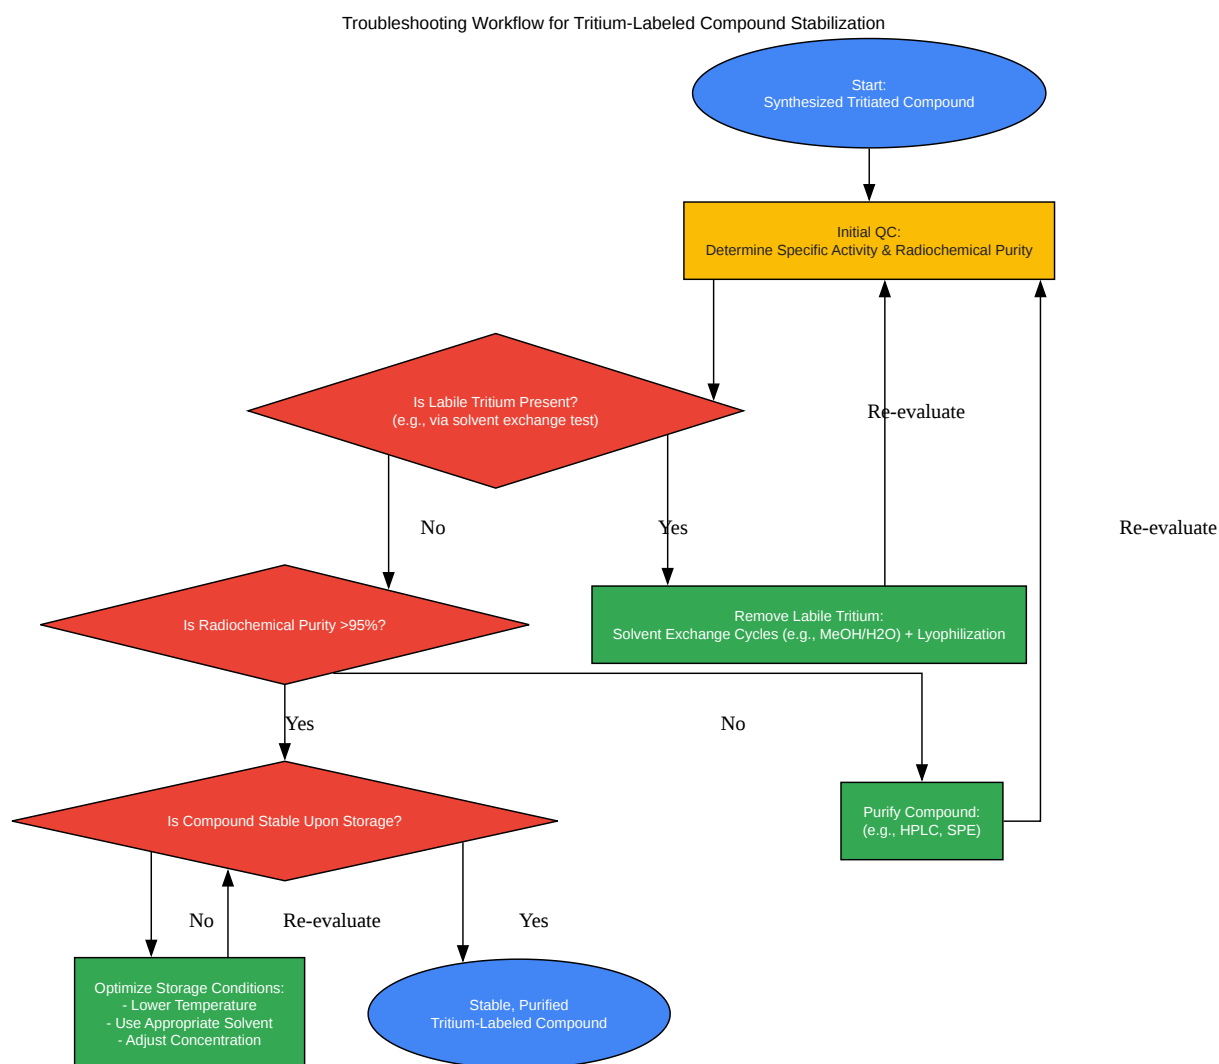 Troubleshooting Workflow for Tritium-Labeled Compound Stabilization
Start:
Synthesized Tritiated Compound
Initial QC:
Determine Specific Activity & Radiochemical Purity
Is Labile Tritium Present?
(e.g., via solvent exchange test)
Re-evaluate
No
Yes
Re-evaluate
Is Radiochemical Purity >95%?
Remove Labile Tritium:
Solvent Exchange Cycles (e.g., MeOH/H2O) + Lyophilization
Yes
No
Is Compound Stable Upon Storage?
Purify Compound:
(e.g., HPLC, SPE)
No
Re-evaluate
Yes
Optimize Storage Conditions:
- Lower Temperature
- Use Appropriate Solvent
- Adjust Concentration
Stable, Purified
Tritium-Labeled Compound